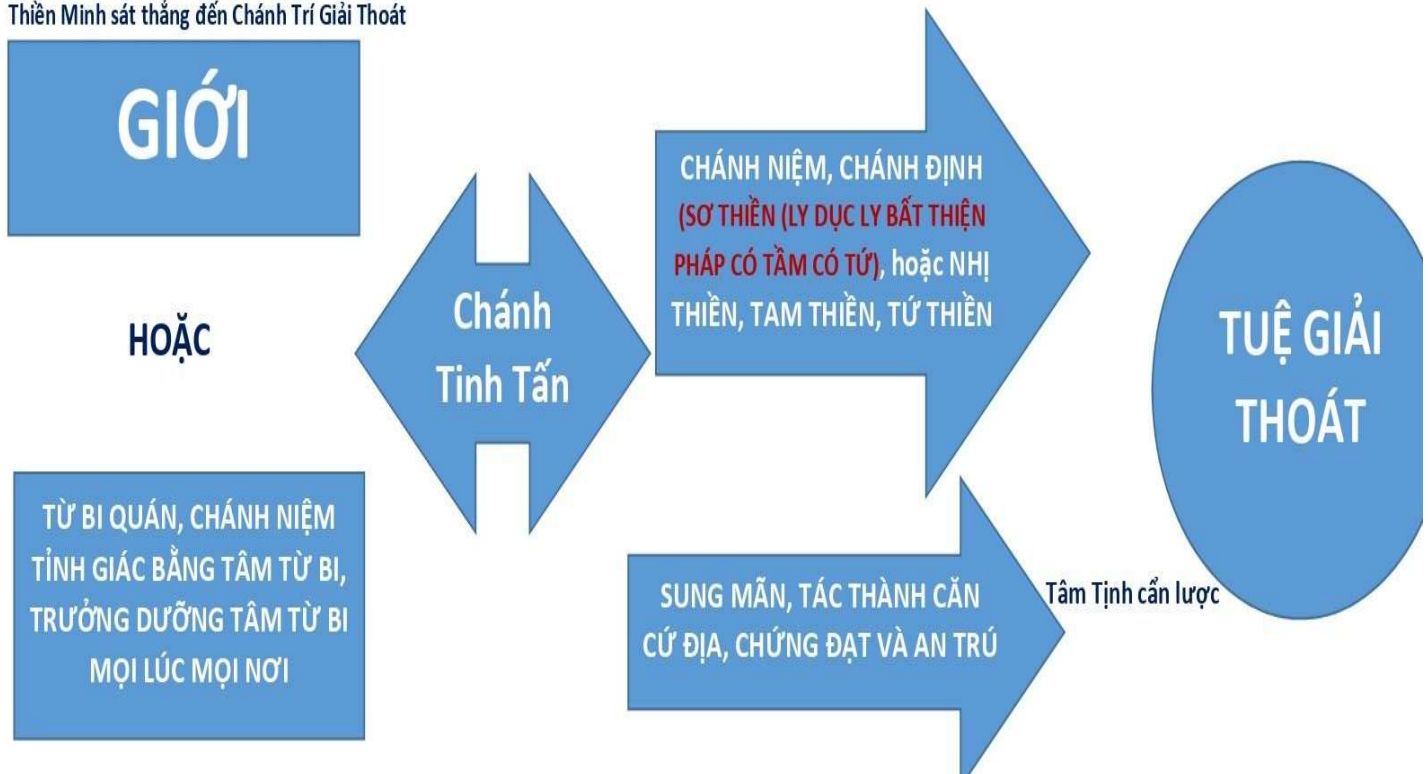 Thiền Minh sát thẳng đến Chánh Trí Giải Thoát
GIỚI
HOẶC
TỪ BI QUÁN, CHÁNH NIỆM
TỈNH GIÁC BẰNG TÂM TỪ BI,
TRƯỞNG DƯỠNG TÂM TỪ BI
MỌI LÚC MỌI NƠI
Chánh
Tinh Tấn
CHÁNH NIỆM, CHÁNH ĐỊNH
(SƠ THIỀN (LY DỤC LY BẤT THIỆN
PHÁP CÓ TẦM CÓ TỨ), hoặc NHỊ
THIỀN, TAM THIỀN, TỨ THIỀN
SUNG MÃN, TÁC THÀNH CĂN
CỨ ĐỊA, CHỨNG ĐẠT VÀ AN TRÚ
TUỆ GIẢI
THOÁT
Tâm Tịnh cẩn lược